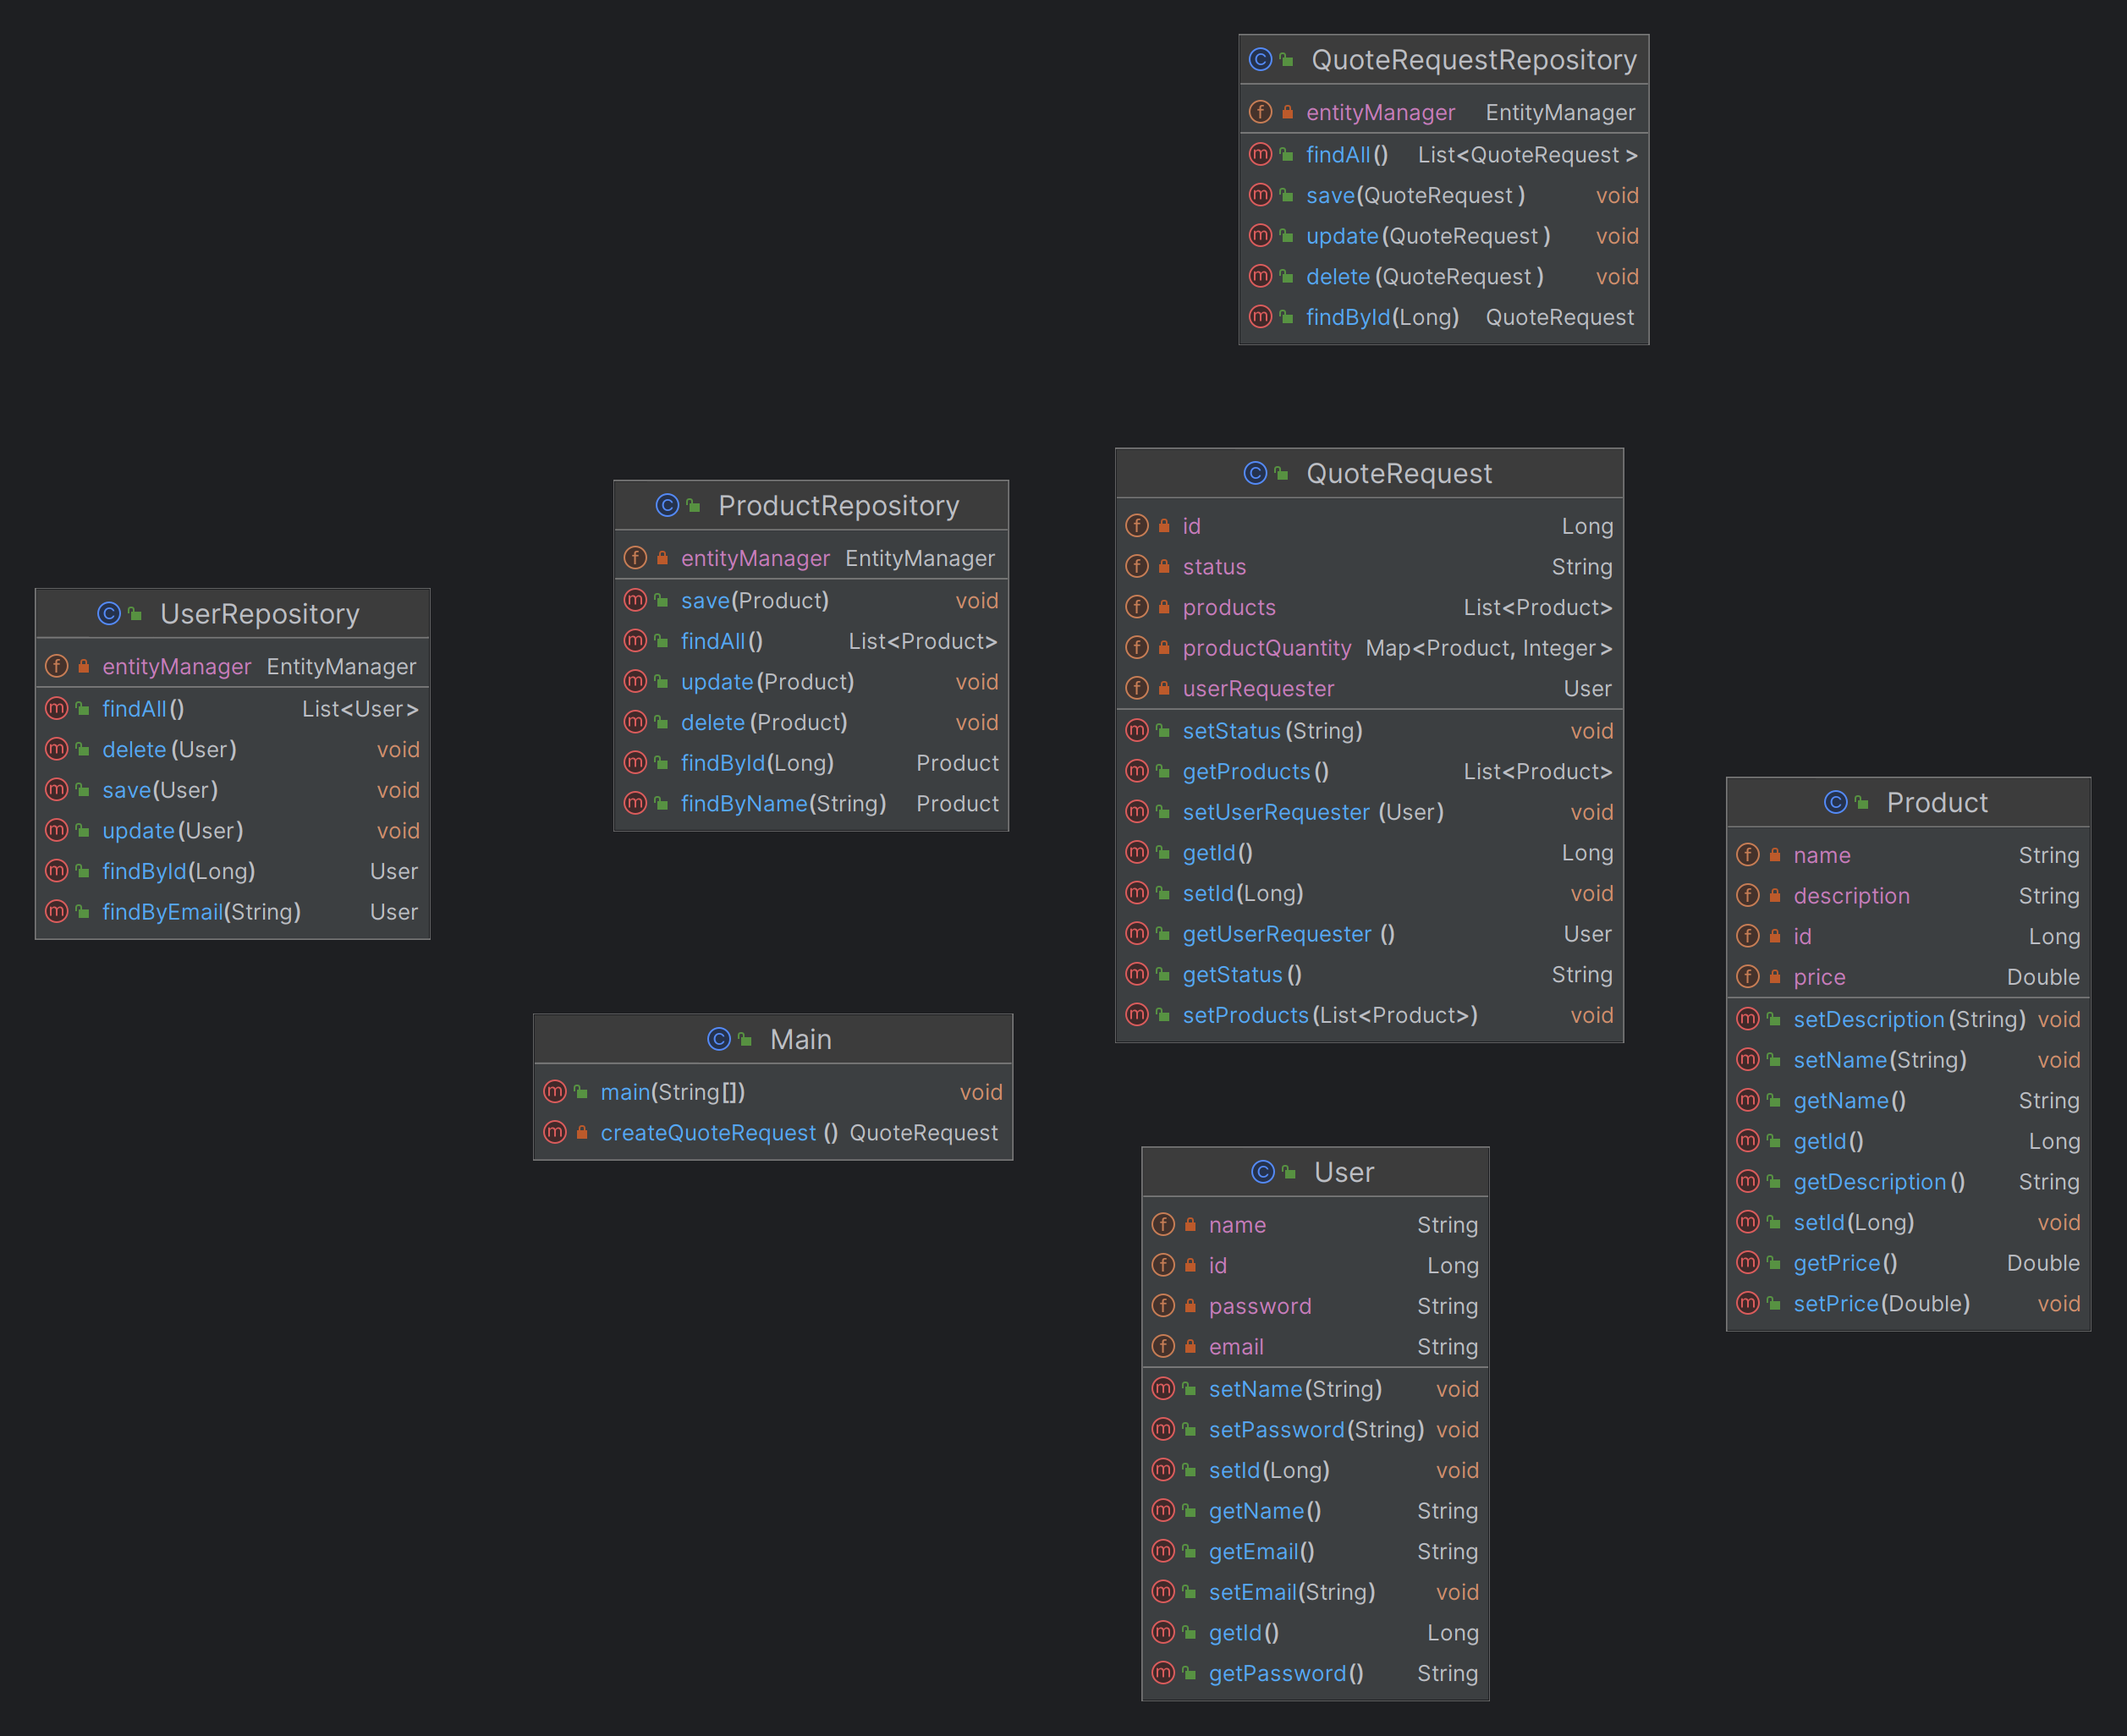 QuoteRequestRepository
entityManager EntityManager
findAll() List<QuoteRequest>
save(QuoteRequest) void
update(QuoteRequest) void
delete(QuoteRequest) void
findById(Long) QuoteRequest
QuoteRequest
id Long
status String
products List<Product>
productQuantity Map<Product, Integer>
userRequester User
setStatus(String) void
getProducts() List<Product>
setUserRequester(User) void
getId() Long
setId(Long) void
getUserRequester() User
getStatus() String
setProducts(List<Product>) void
ProductRepository
entityManager EntityManager
save(Product) void
findAll() List<Product>
update(Product) void
delete(Product) void
findById(Long) Product
findByName(String) Product
UserRepository
entityManager EntityManager
findAll() List<User>
delete(User) void
save(User) void
update(User) void
findById(Long) User
findByEmail(String) User
Product
name String
description String
id Long
price Double
setDescription(String) void
setName(String) void
getName() String
getId() Long
getDescription() String
setId(Long) void
getPrice() Double
setPrice(Double) void
Main
main(String[]) void
createQuoteRequest() QuoteRequest
User
name String
id Long
password String
email String
setName(String) void
setPassword(String) void
setId(Long) void
getName() String
getEmail() String
setEmail(String) void
getId() Long
getPassword() String